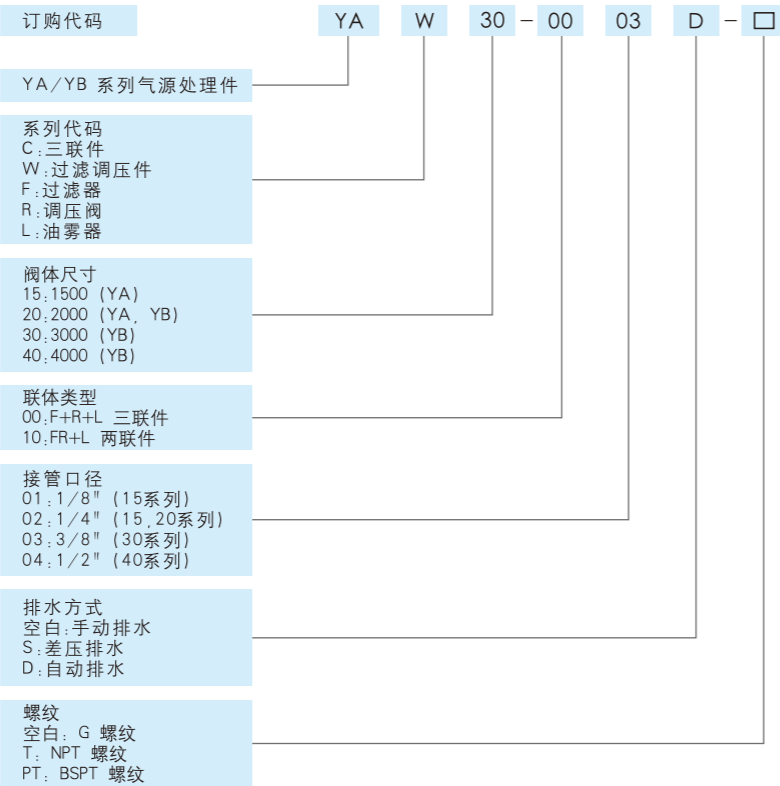 订购代码 YA W 30 - 00 03 D - □
YA/YB 系列气源处理件
系列代码
C:三联件
W:过滤调压件
F:过滤器
R:调压阀
L:油雾器
阀体尺寸
15:1500 (YA)
20:2000 (YA, YB)
30:3000 (YB)
40:4000 (YB)
联体类型
00:F+R+L 三联件
10:FR+L 两联件
接管口径
01:1/8" (15系列)
02:1/4" (15,20系列)
03:3/8" (30系列)
04:1/2" (40系列)
排水方式
空白:手动排水
S:差压排水
D:自动排水
螺纹
空白: G 螺纹
T: NPT 螺纹
PT: BSPT 螺纹